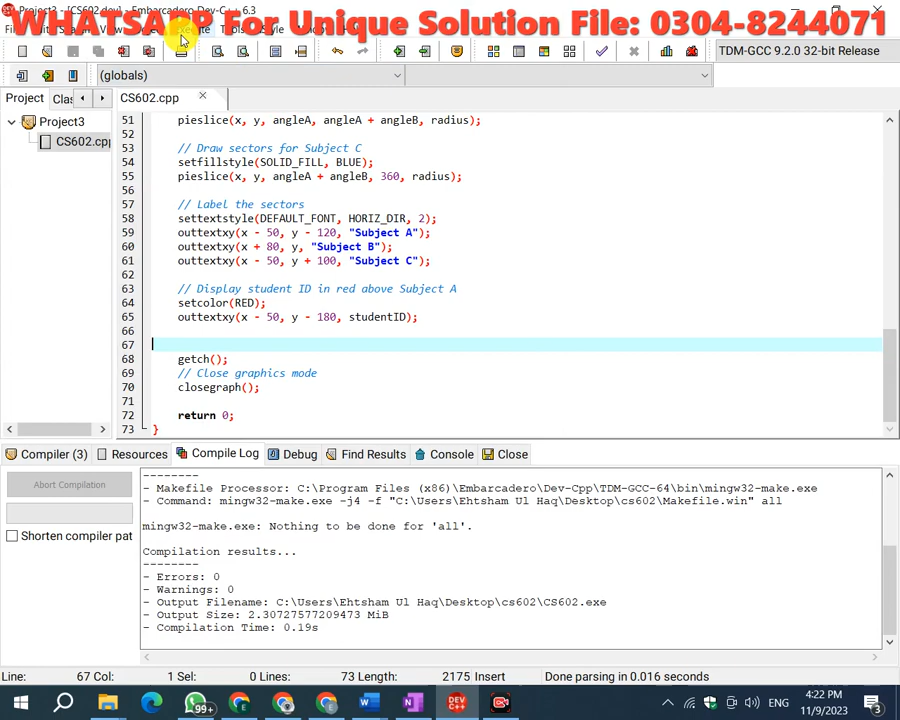 WHATSAPP For Unique Solution File: 0304-8244071
Project3 - [CS602.dev] - Embarcadero Dev-C++ 6.3
TDM-GCC 9.2.0 32-bit Release
(globals)
Project
Clas
CS602.cpp
Project3
CS602.cpp
51 pieslice(x, y, angleA, angleA + angleB, radius);
52
53 // Draw sectors for Subject C
54 setfillstyle(SOLID_FILL, BLUE);
55 pieslice(x, y, angleA + angleB, 360, radius);
56
57 // Label the sectors
58 settextstyle(DEFAULT_FONT, HORIZ_DIR, 2);
59 outtextxy(x - 50, y - 120, "Subject A");
60 outtextxy(x + 80, y, "Subject B");
61 outtextxy(x - 50, y + 100, "Subject C");
62
63 // Display student ID in red above Subject A
64 setcolor(RED);
65 outtextxy(x - 50, y - 180, studentID);
66
67
68 getch();
69 // Close graphics mode
70 closegraph();
71
72 return 0;
73 }
Compiler (3) Resources Compile Log Debug Find Results Console Close
Abort Compilation
Shorten compiler pat
--------
- Makefile Processor: C:\Program Files (x86)\Embarcadero\Dev-Cpp\TDM-GCC-64\bin\mingw32-make.exe
- Command: mingw32-make.exe -j4 -f "C:\Users\Ehtsham Ul Haq\Desktop\cs602\Makefile.win" all
mingw32-make.exe: Nothing to be done for 'all'.
Compilation results...
--------
- Errors: 0
- Warnings: 0
- Output Filename: C:\Users\Ehtsham Ul Haq\Desktop\cs602\CS602.exe
- Output Size: 2.30727577209473 MiB
- Compilation Time: 0.19s
Line: 67 Col: 1 Sel: 0 Lines: 73 Length: 2175 Insert Done parsing in 0.016 seconds
99+
ENG
4:22 PM
11/9/2023
3